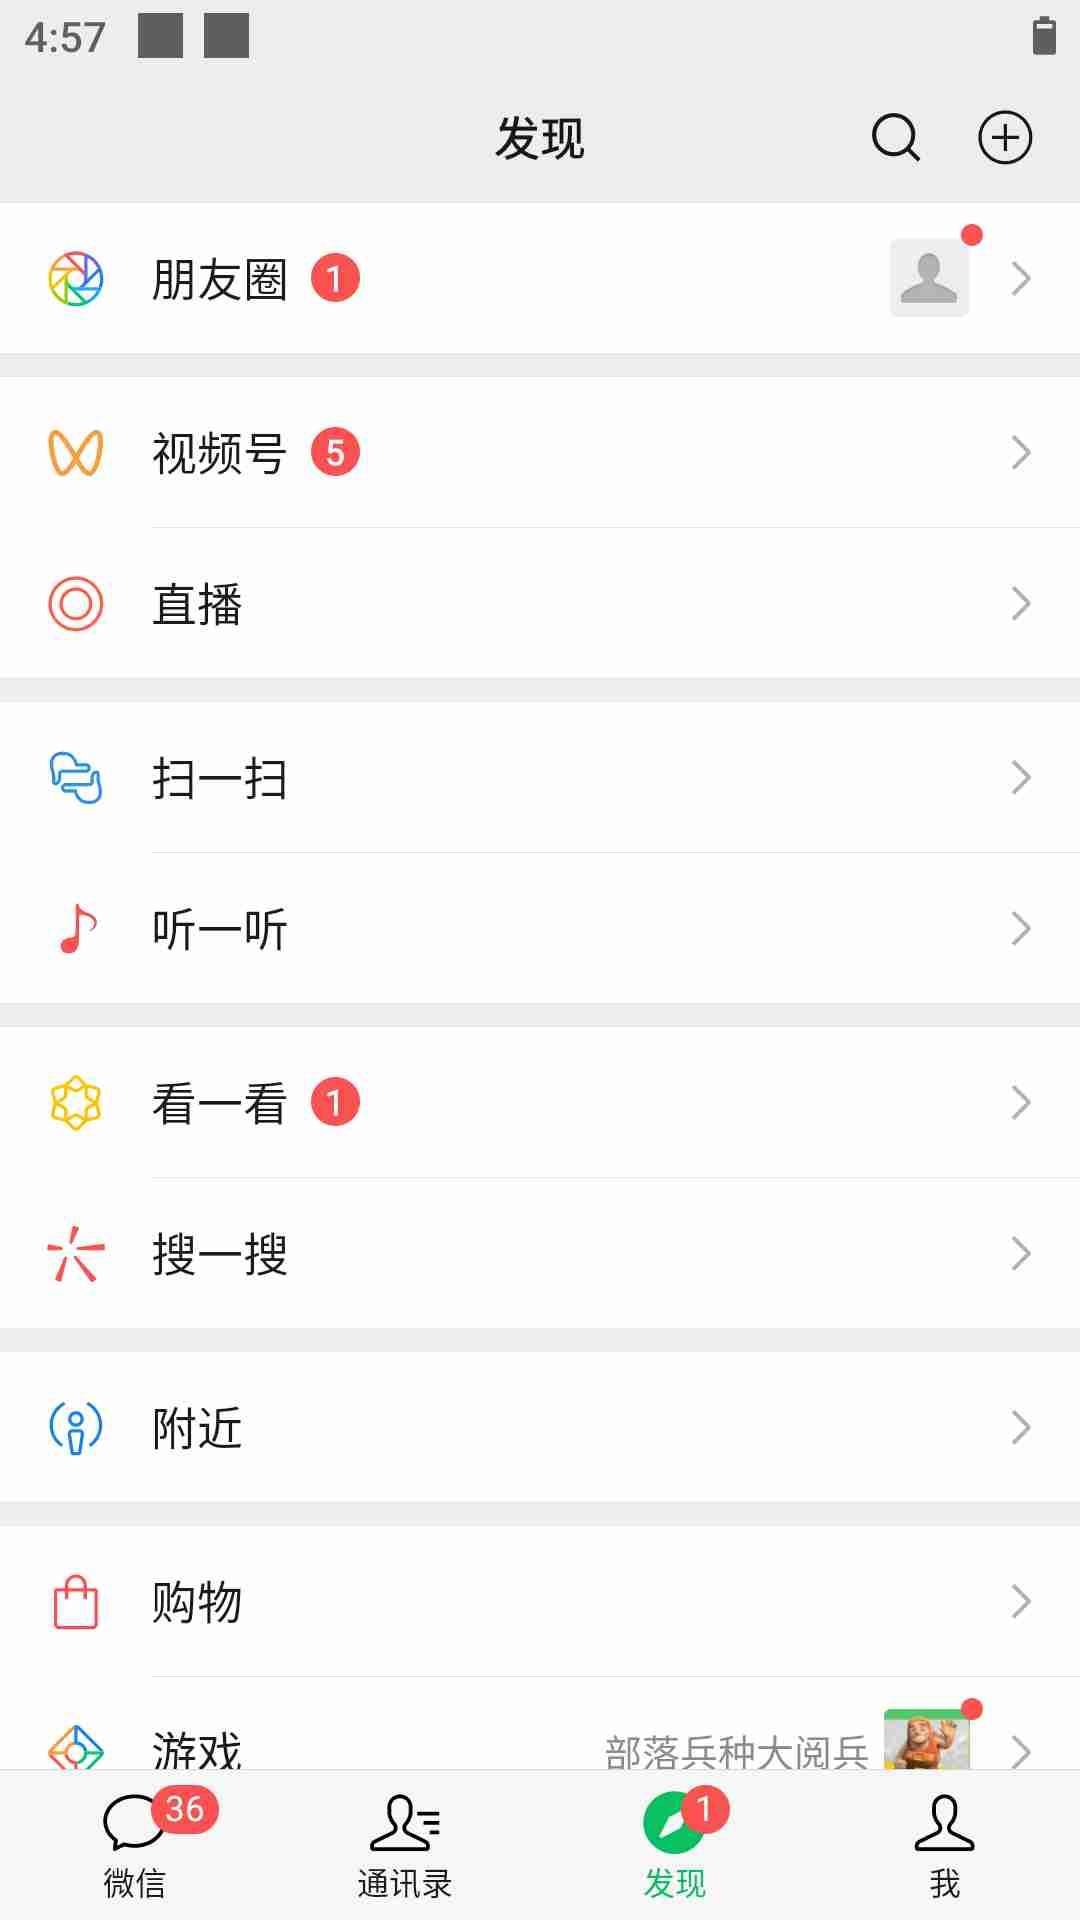 4:57
发现
朋友圈 1
视频号 5
直播
扫一扫
听一听
看一看 1
搜一搜
附近
购物
游戏 部落兵种大阅兵
36 1
微信 通讯录 发现 我